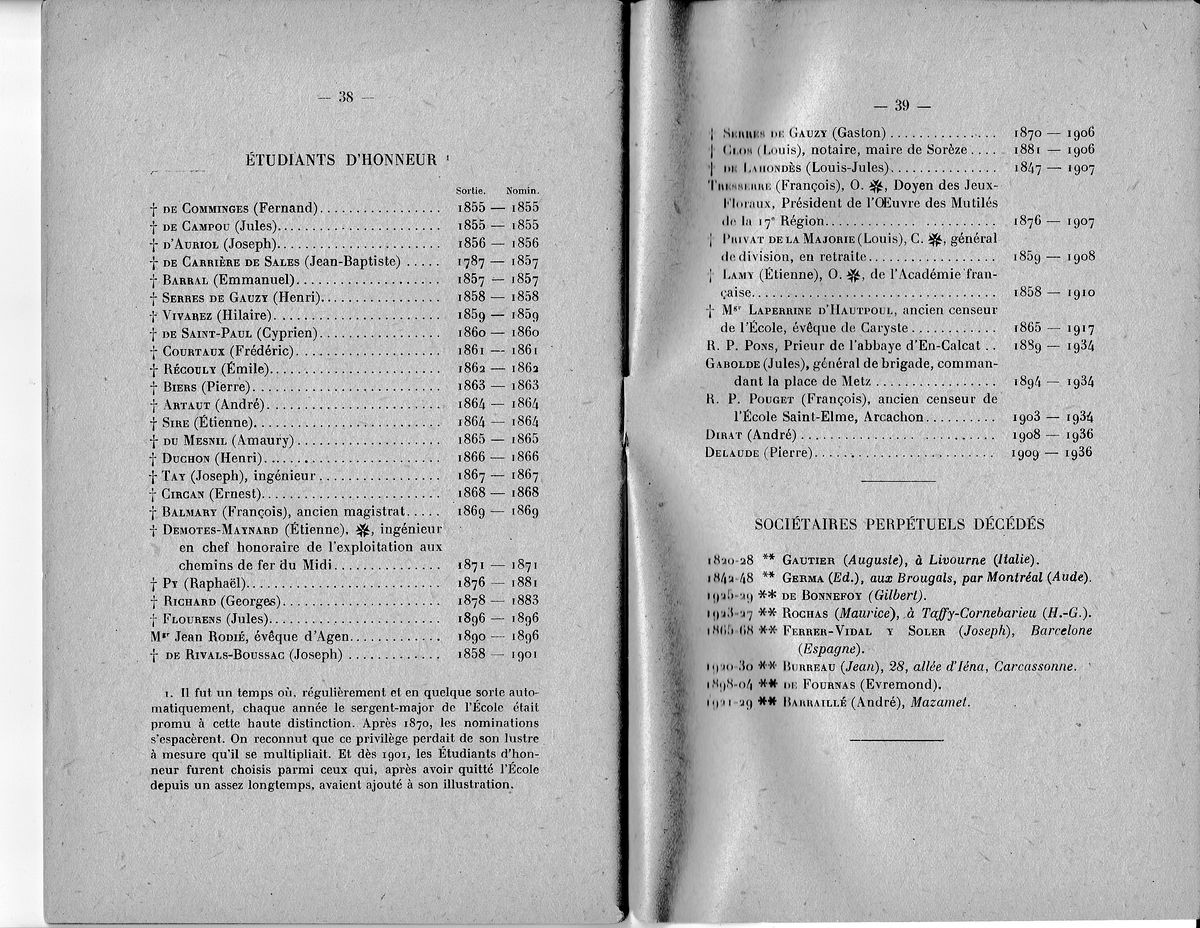 — 38 —
ÉTUDIANTS D'HONNEUR ¹
Sortie. Nomin.
† DE COMMINGES (Fernand)................. 1855 — 1855
† DE CAMPOU (Jules)...................... 1855 — 1855
† D'AURIOL (Joseph)...................... 1856 — 1856
† DE CARRIÈRE DE SALES (Jean-Baptiste) ..... 1787 — 1857
† BARRAL (Emmanuel)..................... 1857 — 1857
† SERRES DE GAUZY (Henri)................. 1858 — 1858
† VIVAREZ (Hilaire)........................ 1859 — 1859
† DE SAINT-PAUL (Cyprien) ................. 1860 — 1860
† COURTAUX (Frédéric)..................... 1861 — 1861
† RÉCOULY (Émile)........................ 1862 — 1862
† BIERS (Pierre).......................... 1863 — 1863
† ARTAUT (André)........................ 1864 — 1864
† SIRE (Étienne).......................... 1864 — 1864
† DU MESNIL (Amaury) .................... 1865 — 1865
† DUCHON (Henri)........................ 1866 — 1866
† TAY (Joseph), ingénieur ................. 1867 — 1867
† CIRCAN (Ernest)......................... 1868 — 1868
† BALMARY (François), ancien magistrat..... 1869 — 1869
† DEMOTES-MAYNARD (Étienne), ✽, ingénieur
en chef honoraire de l'exploitation aux
chemins de fer du Midi............... 1871 — 1871
† PY (Raphaël)........................... 1876 — 1881
† RICHARD (Georges)...................... 1878 — 1883
† FLOURENS (Jules)........................ 1896 — 1896
Mgr Jean RODIÉ, évêque d'Agen............. 1890 — 1896
† DE RIVALS-BOUSSAC (Joseph) ............. 1858 — 1901
1. Il fut un temps où, régulièrement et en quelque sorte auto-
matiquement, chaque année le sergent-major de l'École était
promu à cette haute distinction. Après 1870, les nominations
s'espacèrent. On reconnut que ce privilège perdait de son lustre
à mesure qu'il se multipliait. Et dès 1901, les Étudiants d'hon-
neur furent choisis parmi ceux qui, après avoir quitté l'École
depuis un assez longtemps, avaient ajouté à son illustration.
— 39 —
† SERRES DE GAUZY (Gaston) ............... 1870 — 1906
† CLOS (Louis), notaire, maire de Sorèze .... 1881 — 1906
† DE LAHONDÈS (Louis-Jules)............... 1847 — 1907
TRESSERRE (François), O. ✽, Doyen des Jeux-
Floraux, Président de l'Œuvre des Mutilés
de la 17e Région........................ 1876 — 1907
† PRIVAT DE LA MAJORIE (Louis), C. ✽, général
de division, en retraite.................. 1859 — 1908
† LAMY (Étienne), O. ✽, de l'Académie fran-
çaise.................................. 1858 — 1910
† Mgr LAPERRINE D'HAUTPOUL, ancien censeur
de l'École, évêque de Caryste ............ 1865 — 1917
R. P. PONS, Prieur de l'abbaye d'En-Calcat .. 1889 — 1934
GABOLDE (Jules), général de brigade, comman-
dant la place de Metz ................. 1894 — 1934
R. P. POUGET (François), ancien censeur de
l'École Saint-Elme, Arcachon.......... 1903 — 1934
DIRAT (André) ........................... 1908 — 1936
DELAUDE (Pierre)......................... 1909 — 1936
SOCIÉTAIRES PERPÉTUELS DÉCÉDÉS
1820-28 ** GAUTIER (Auguste), à Livourne (Italie).
1842-48 ** GERMA (Ed.), aux Brougals, par Montréal (Aude).
1925-29 ** DE BONNEFOY (Gilbert).
1923-27 ** ROCHAS (Maurice), à Taffy-Cornebarieu (H.-G.).
1865-68 ** FERRER-VIDAL Y SOLER (Joseph), Barcelone
(Espagne).
1920-30 ** BURREAU (Jean), 28, allée d'Iéna, Carcassonne.
1898-04 ** DE FOURNAS (Evremond).
1921-29 ** BARRAILLÉ (André), Mazamet.